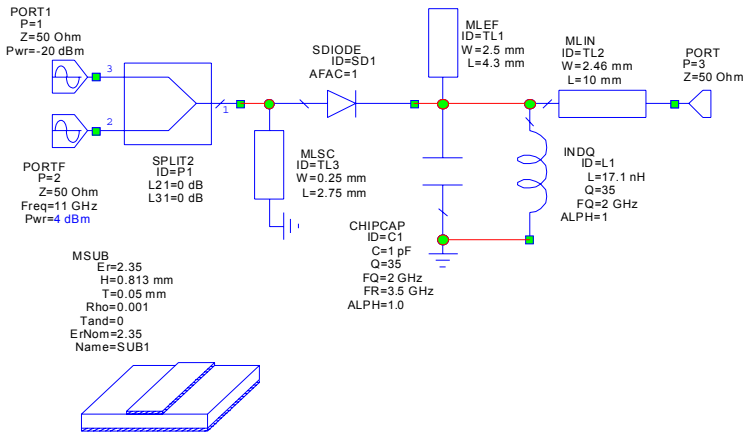 PORT1
P=1
Z=50 Ohm
Pwr=-20 dBm
3
2
1
PORTF
P=2
Z=50 Ohm
Freq=11 GHz
Pwr=4 dBm
SPLIT2
ID=P1
L21=0 dB
L31=0 dB
SDIODE
ID=SD1
AFAC=1
MLSC
ID=TL3
W=0.25 mm
L=2.75 mm
MLEF
ID=TL1
W=2.5 mm
L=4.3 mm
MLIN
ID=TL2
W=2.46 mm
L=10 mm
PORT
P=3
Z=50 Ohm
CHIPCAP
ID=C1
C=1 pF
Q=35
FQ=2 GHz
FR=3.5 GHz
ALPH=1.0
INDQ
ID=L1
L=17.1 nH
Q=35
FQ=2 GHz
ALPH=1
MSUB
Er=2.35
H=0.813 mm
T=0.05 mm
Rho=0.001
Tand=0
ErNom=2.35
Name=SUB1